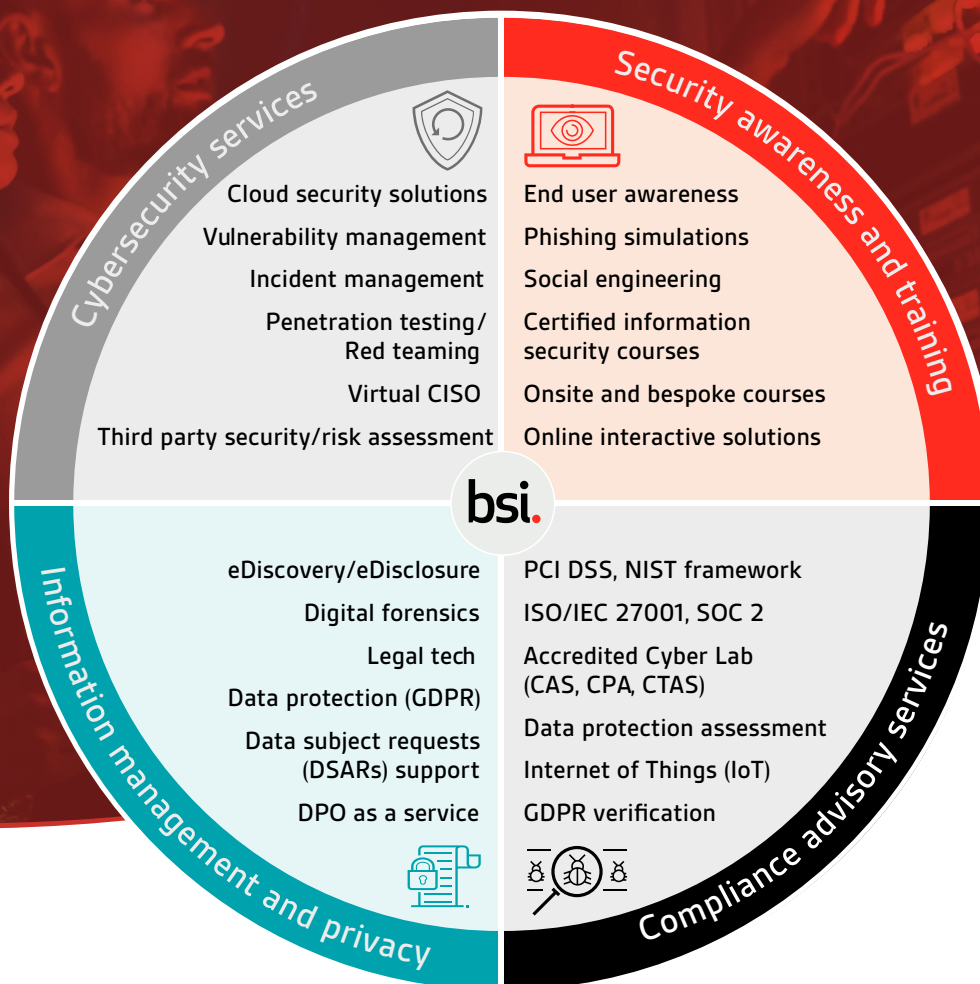 Cybersecurity services
Cloud security solutions
Vulnerability management
Incident management
Penetration testing/
Red teaming
Virtual CISO
Third party security/risk assessment
Security awareness and training
End user awareness
Phishing simulations
Social engineering
Certified information
security courses
Onsite and bespoke courses
Online interactive solutions
bsi.
Information management and privacy
eDiscovery/eDisclosure
Digital forensics
Legal tech
Data protection (GDPR)
Data subject requests
(DSARs) support
DPO as a service
Compliance advisory services
PCI DSS, NIST framework
ISO/IEC 27001, SOC 2
Accredited Cyber Lab
(CAS, CPA, CTAS)
Data protection assessment
Internet of Things (IoT)
GDPR verification